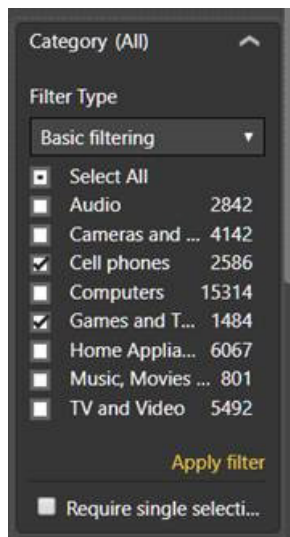 Category (All)
Filter Type
Basic filtering
Select All
Audio 2842
Cameras and ... 4142
Cell phones 2586
Computers 15314
Games and T... 1484
Home Applia... 6067
Music, Movies ... 801
TV and Video 5492
Apply filter
Require single selecti...